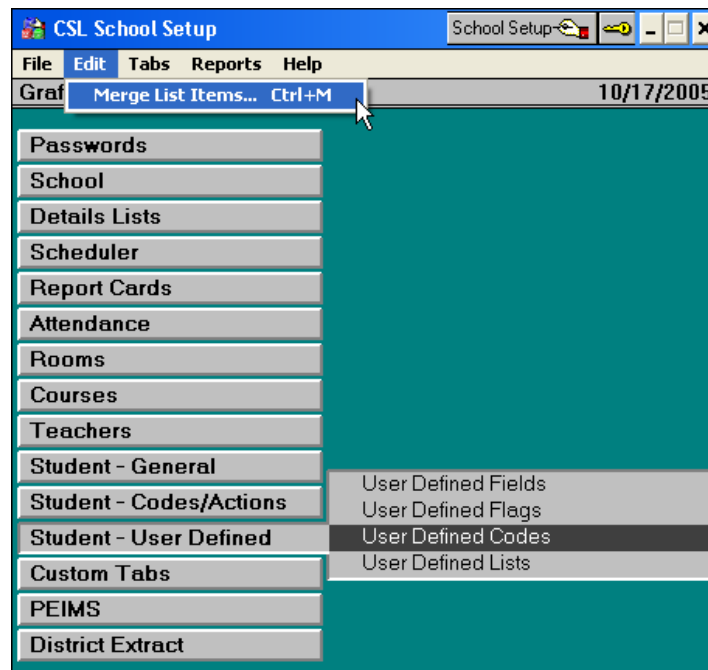 CSL School Setup School Setup
File Edit Tabs Reports Help
Merge List Items... Ctrl+M
Graf 10/17/2005
Passwords
School
Details Lists
Scheduler
Report Cards
Attendance
Rooms
Courses
Teachers
Student - General
Student - Codes/Actions
Student - User Defined
User Defined Fields
User Defined Flags
User Defined Codes
User Defined Lists
Custom Tabs
PEIMS
District Extract